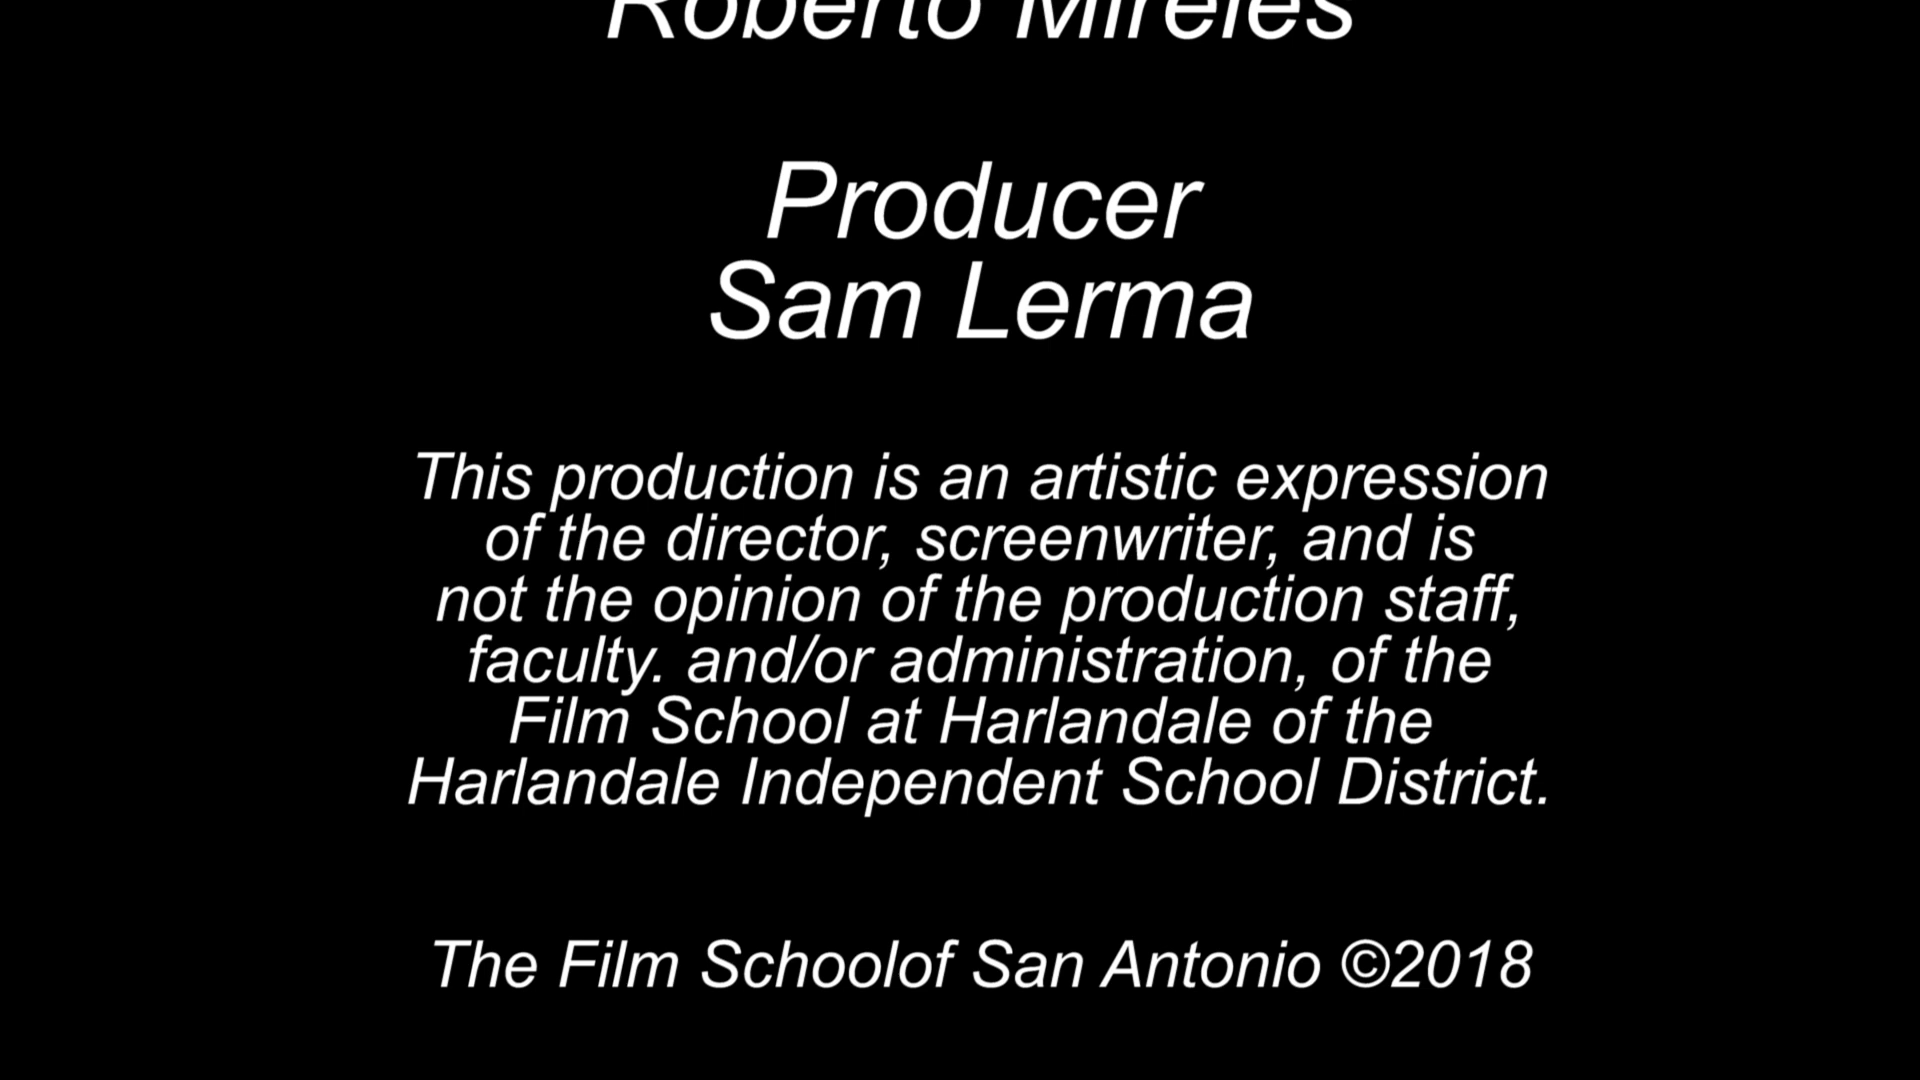 Roberto Mireles
Producer
Sam Lerma
This production is an artistic expression
of the director, screenwriter, and is
not the opinion of the production staff,
faculty. and/or administration, of the
Film School at Harlandale of the
Harlandale Independent School District.
The Film Schoolof San Antonio ©2018